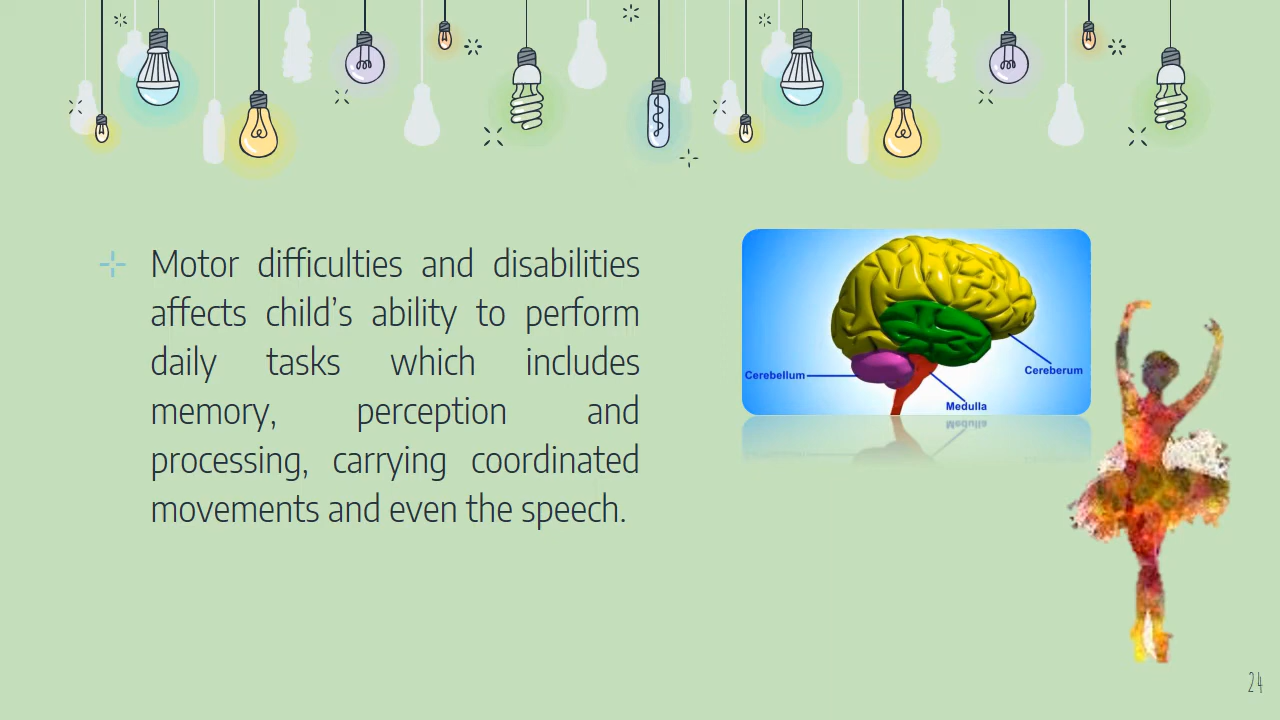 Motor difficulties and disabilities
affects child’s ability to perform
daily tasks which includes
memory, perception and
processing, carrying coordinated
movements and even the speech.
Cerebellum
Cereberum
Medulla
24